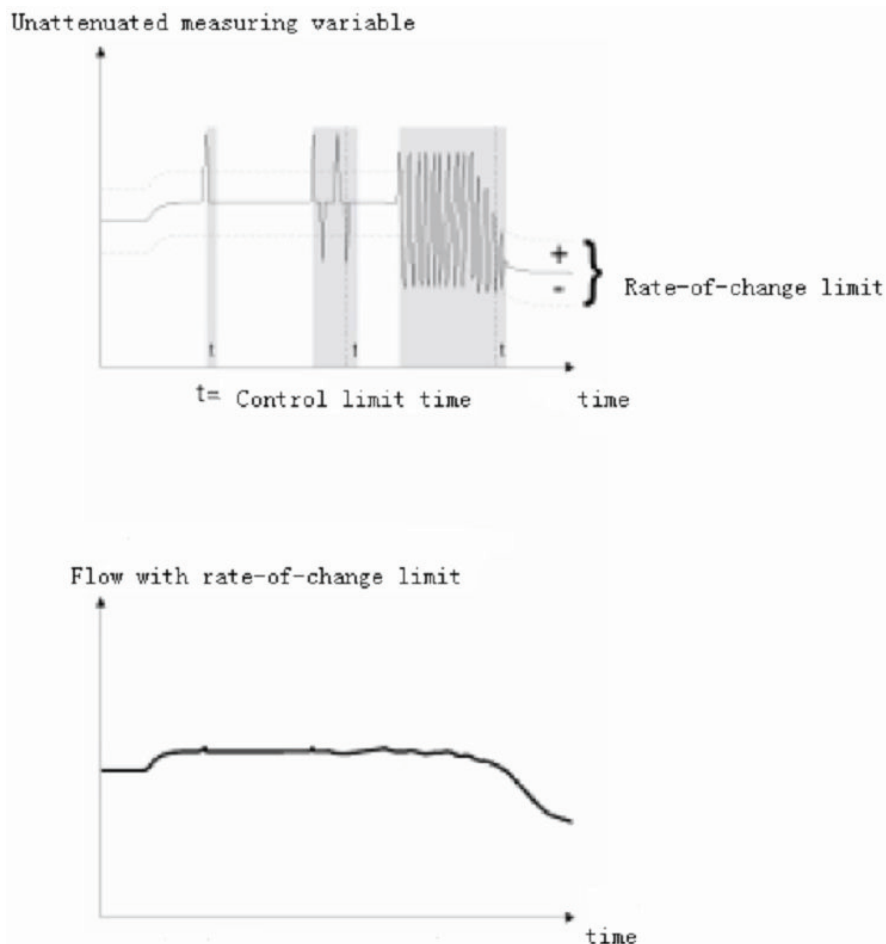 Unattenuated measuring variable
+
-
Rate-of-change limit
t t t
t= Control limit time
time
Flow with rate-of-change limit
time